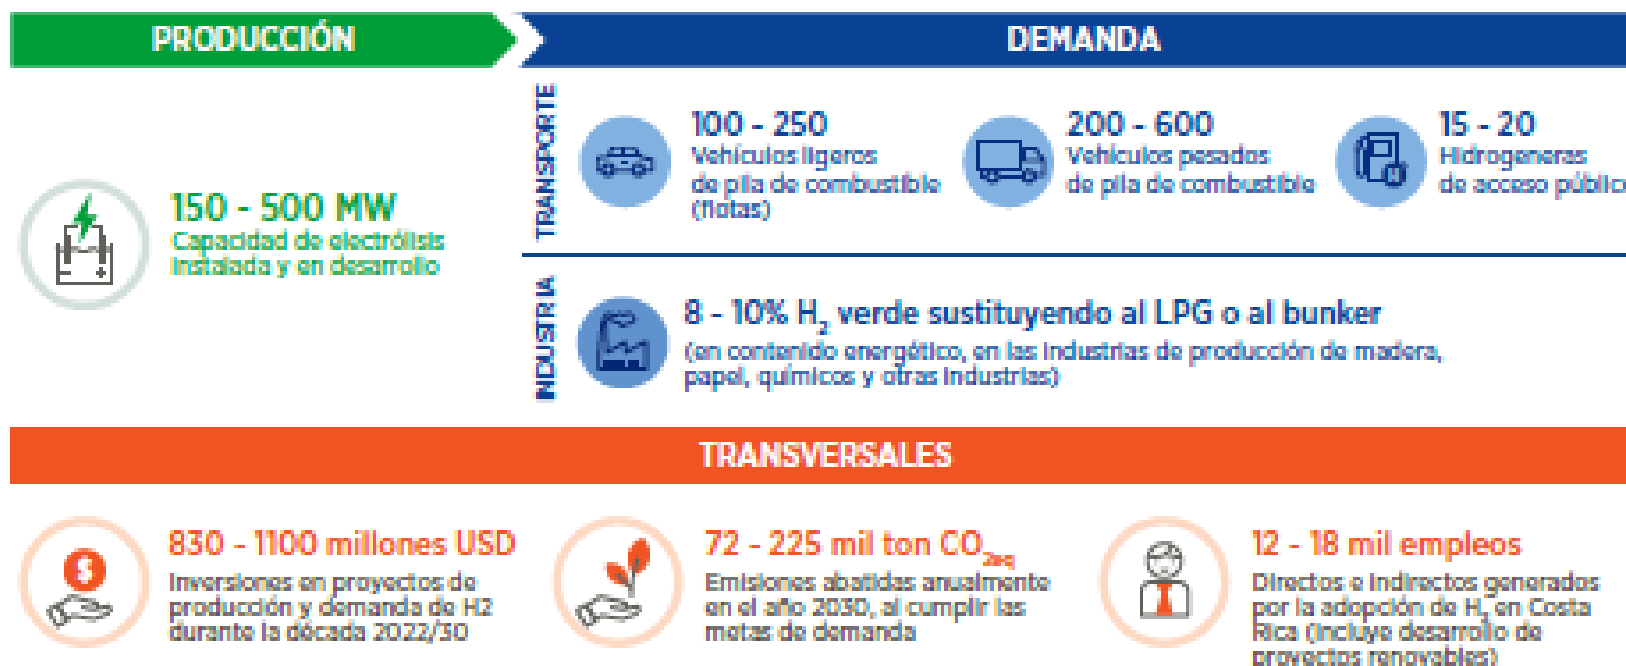 PRODUCCIÓN
DEMANDA
150 - 500 MW
Capacidad de electrólisis
instalada y en desarrollo
TRANSPORTE
100 - 250
Vehículos ligeros
de pila de combustible
(flotas)
200 - 600
Vehículos pesados
de pila de combustible
15 - 20
Hidrogeneras
de acceso público
INDUSTRIA
8 - 10% H₂ verde sustituyendo al LPG o al bunker
(en contenido energético, en las industrias de producción de madera,
papel, químicos y otras industrias)
TRANSVERSALES
830 - 1100 millones USD
Inversiones en proyectos de
producción y demanda de H2
durante la década 2022/30
72 - 225 mil ton CO₂eq
Emisiones abatidas anualmente
en el año 2030, al cumplir las
metas de demanda
12 - 18 mil empleos
Directos e indirectos generados
por la adopción de H₂ en Costa
Rica (incluye desarrollo de
proyectos renovables)